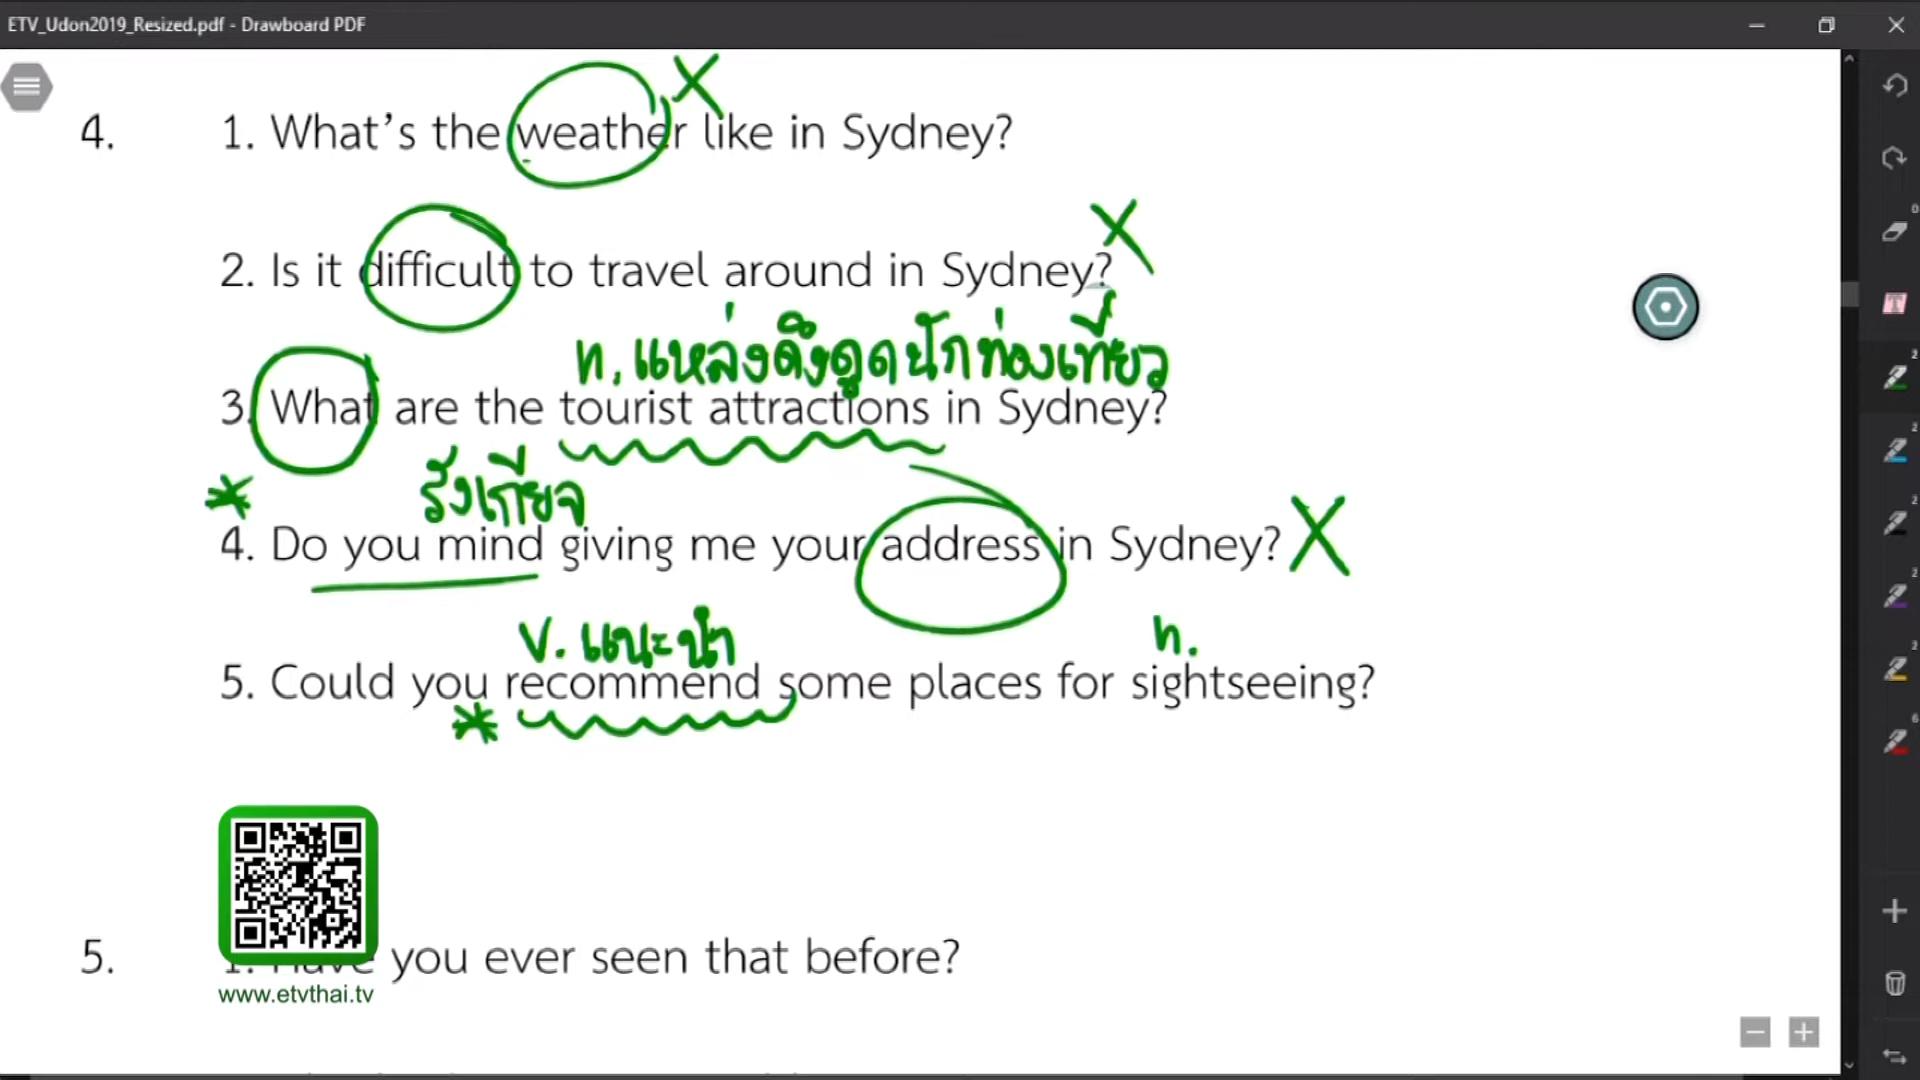 ETV_Udon2019_Resized.pdf - Drawboard PDF
X
4. 1. What's the weather like in Sydney?
X
2. Is it difficult to travel around in Sydney?
n. แหล่งดึงดูดนักท่องเที่ยว
3. What are the tourist attractions in Sydney?
* รังเกียจ
4. Do you mind giving me your address in Sydney? X
v. แนะนำ n.
5. Could you recommend some places for sightseeing?
*
5. 1. Have you ever seen that before?
www.etvthai.tv